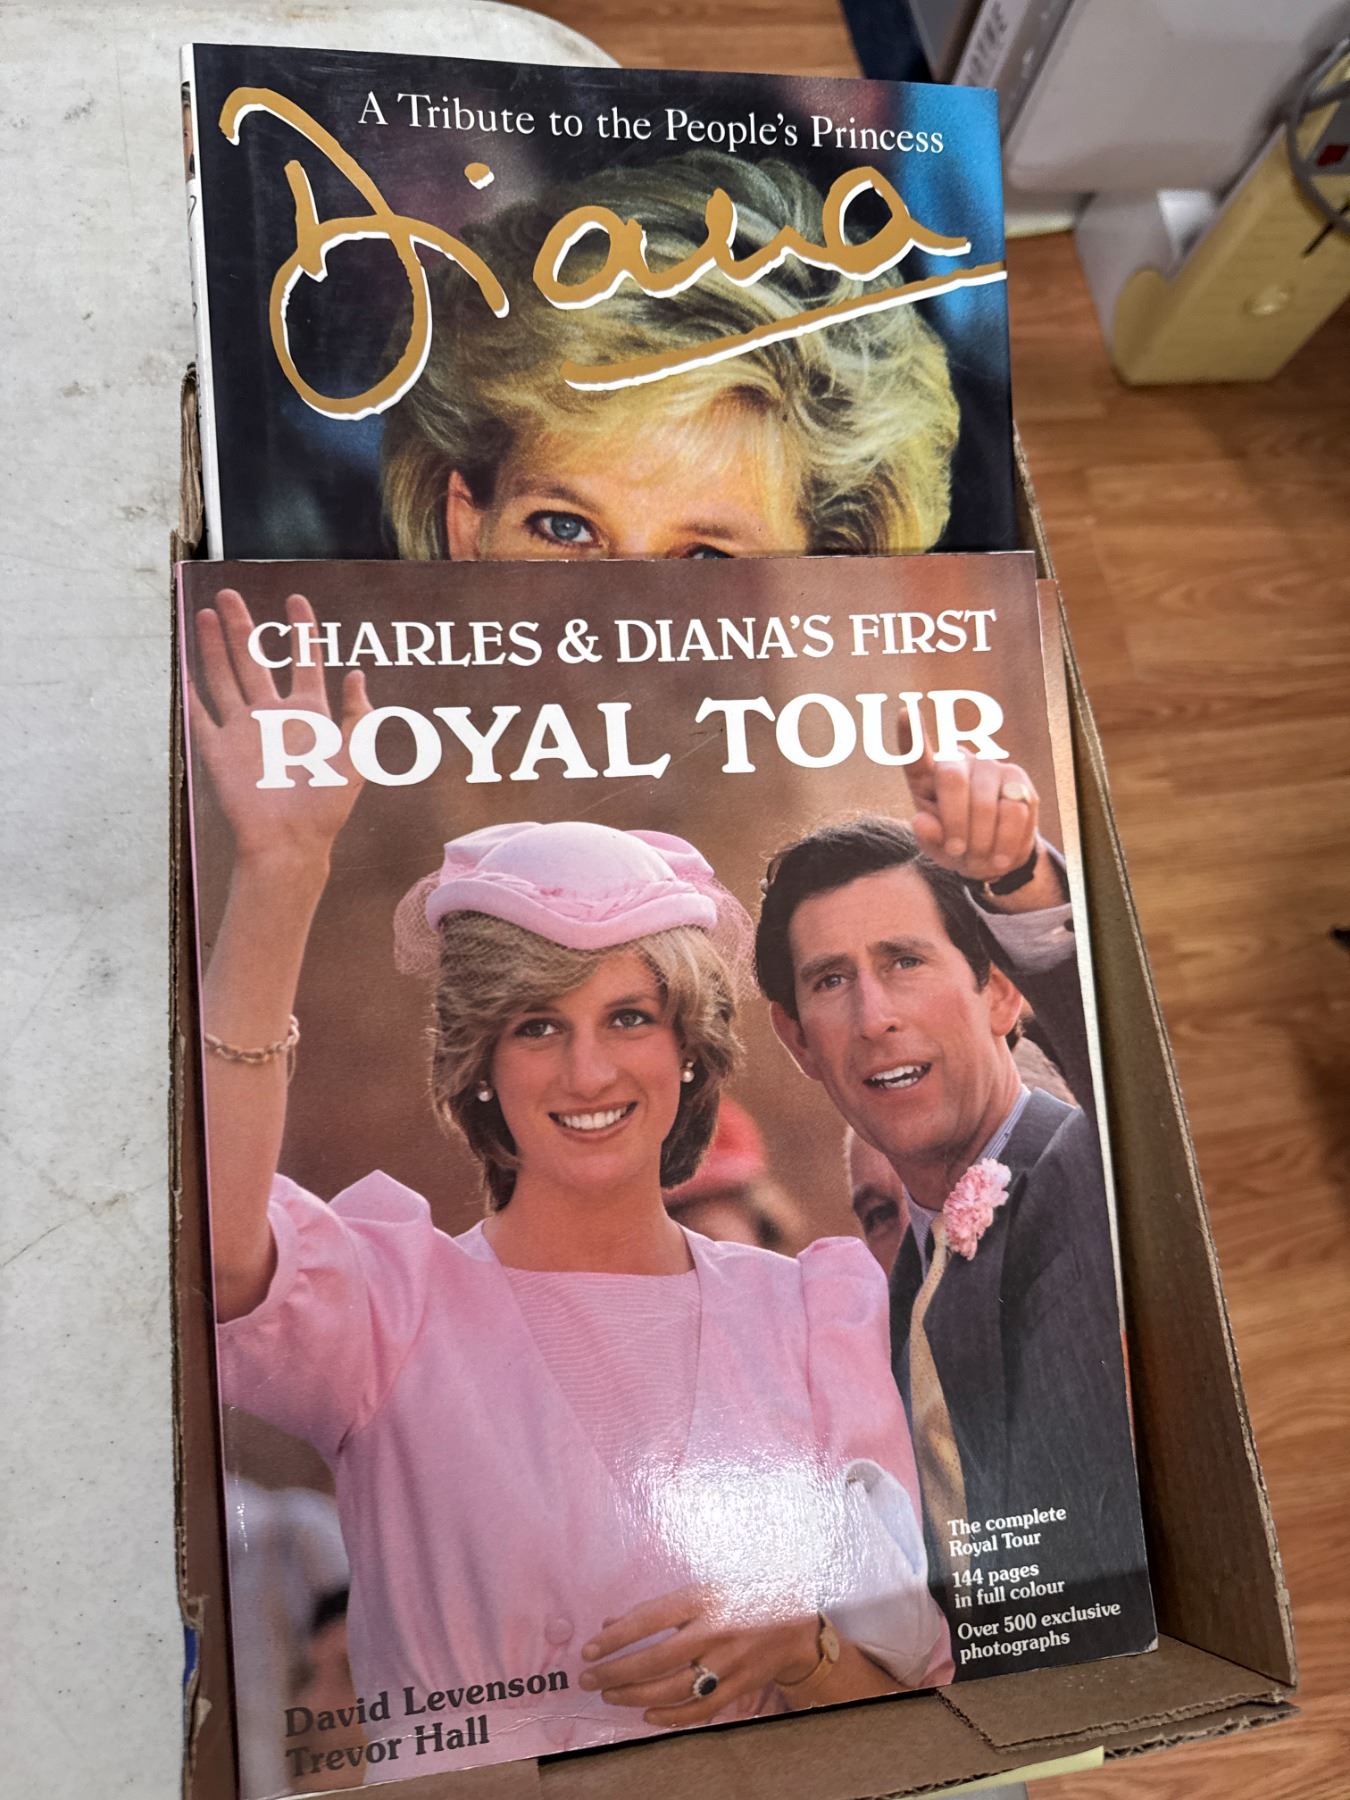 A Tribute to the People's Princess
Diana
CHARLES & DIANA'S FIRST
ROYAL TOUR
The complete
Royal Tour
144 pages
in full colour
Over 500 exclusive
photographs
David Levenson
Trevor Hall